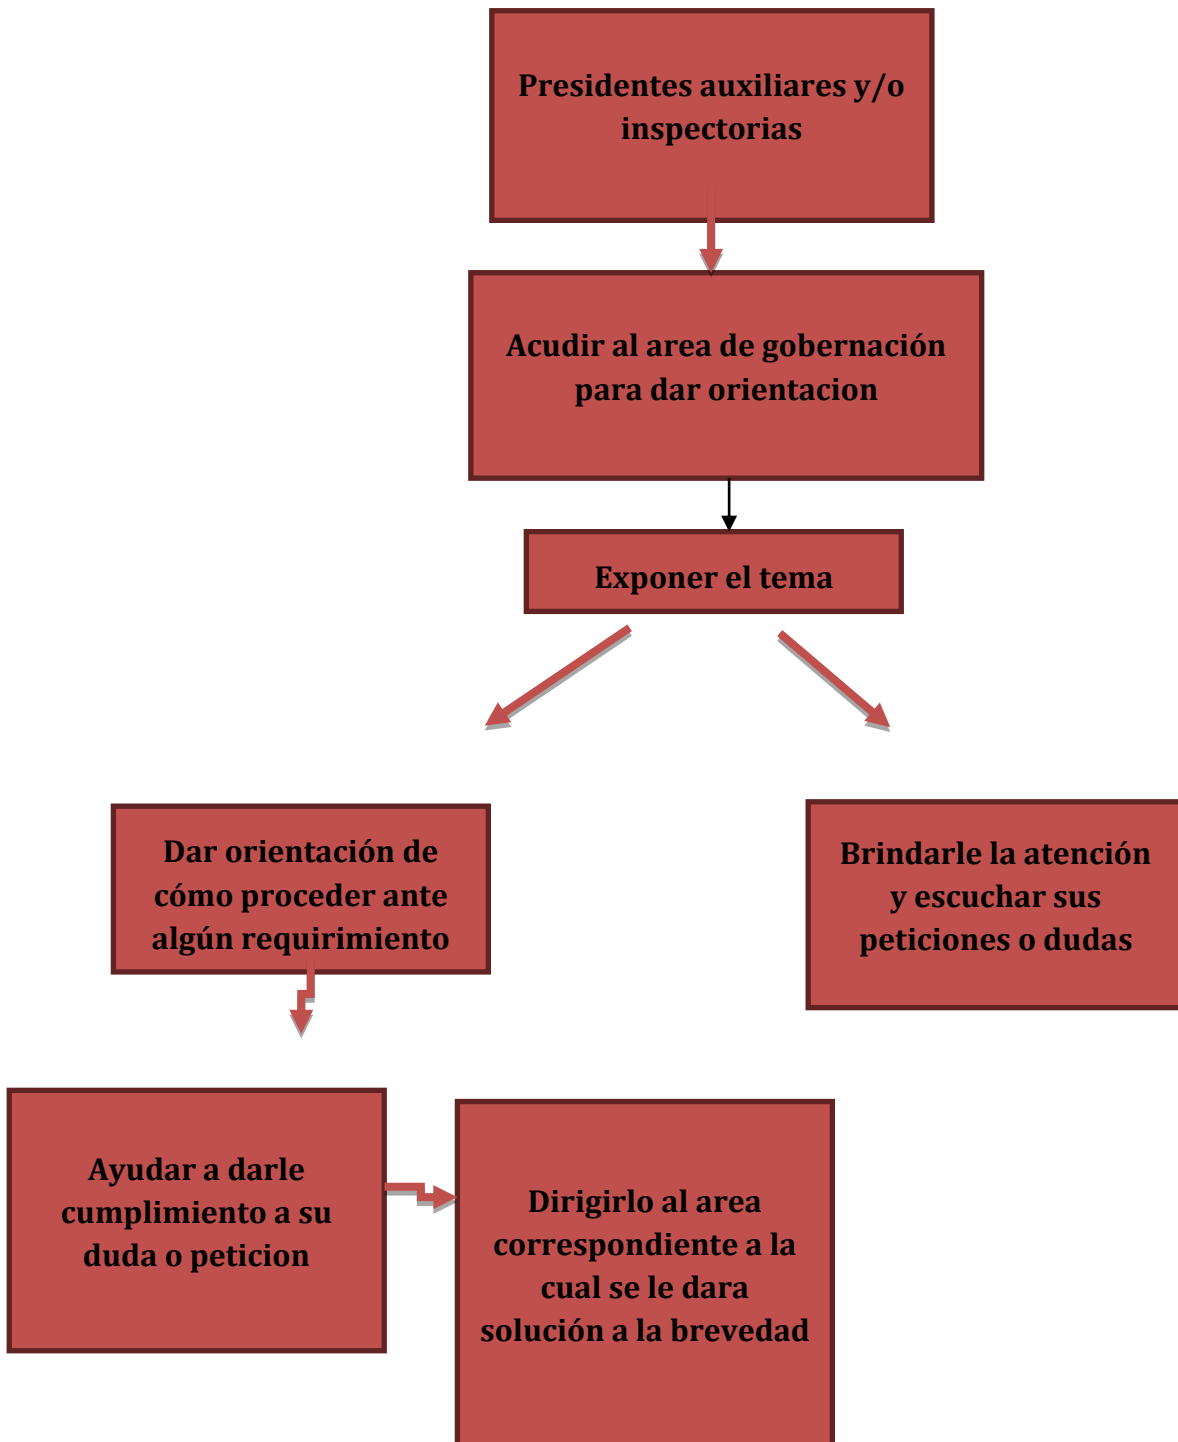 Presidentes auxiliares y/o
inspectorias
Acudir al area de gobernación
para dar orientacion
Exponer el tema
Dar orientación de
cómo proceder ante
algún requirimiento
Brindarle la atención
y escuchar sus
peticiones o dudas
Ayudar a darle
cumplimiento a su
duda o peticion
Dirigirlo al area
correspondiente a la
cual se le dara
solución a la brevedad